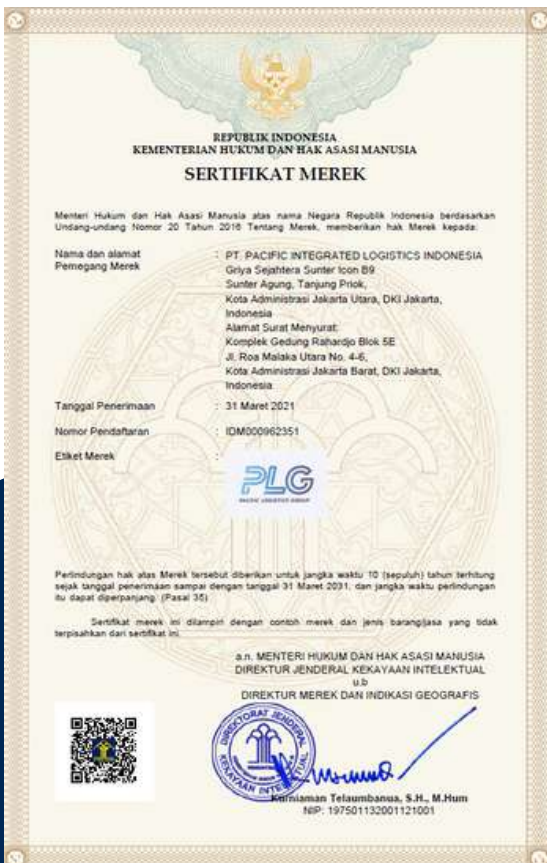 REPUBLIK INDONESIA
KEMENTERIAN HUKUM DAN HAK ASASI MANUSIA
SERTIFIKAT MEREK
Menteri Hukum dan Hak Asasi Manusia atas nama Negara Republik Indonesia berdasarkan
Undang-undang Nomor 20 Tahun 2016 Tentang Merek, memberikan hak Merek kepada:
Nama dan alamat : PT. PACIFIC INTEGRATED LOGISTICS INDONESIA
Pemegang Merek Griya Sejahtera Sunter Icon B9
Sunter Agung, Tanjung Priok,
Kota Administrasi Jakarta Utara, DKI Jakarta,
Indonesia
Alamat Surat Menyurat:
Komplek Gedung Rahardjo Blok 5E
Jl. Roa Malaka Utara No. 4-6,
Kota Administrasi Jakarta Barat, DKI Jakarta,
Indonesia
Tanggal Penerimaan : 31 Maret 2021
Nomor Pendaftaran : IDM000962351
Etiket Merek :
PLG
PACIFIC LOGISTICS GROUP
Perlindungan hak atas Merek tersebut diberikan untuk jangka waktu 10 (sepuluh) tahun terhitung
sejak tanggal penerimaan sampai dengan tanggal 31 Maret 2031, dan jangka waktu perlindungan
itu dapat diperpanjang. (Pasal 35)
Sertifikat merek ini dilampiri dengan contoh merek dan jenis barang/jasa yang tidak
terpisahkan dari sertifikat ini.
a.n. MENTERI HUKUM DAN HAK ASASI MANUSIA
DIREKTUR JENDERAL KEKAYAAN INTELEKTUAL
u.b
DIREKTUR MEREK DAN INDIKASI GEOGRAFIS
DIREKTORAT JENDERAL
KEKAYAAN INTELEKTUAL
Kurniaman Telaumbanua, S.H., M.Hum
NIP. 197501132001121001